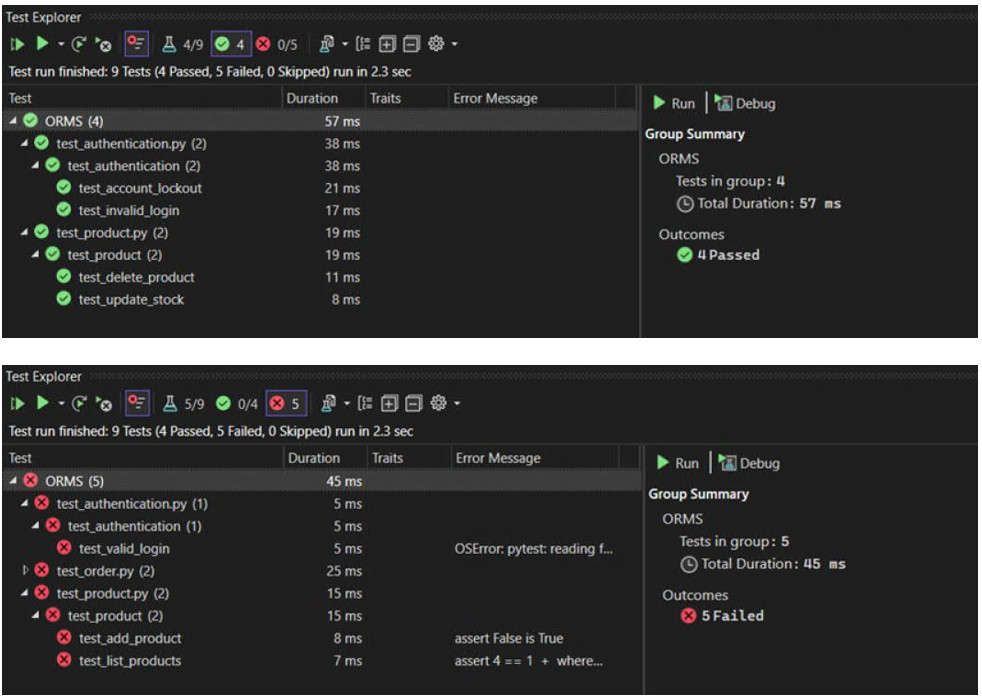 Test Explorer
4/9 4 0/5
Test run finished: 9 Tests (4 Passed, 5 Failed, 0 Skipped) run in 2.3 sec
Test Duration Traits Error Message
ORMS (4) 57 ms
test_authentication.py (2) 38 ms
test_authentication (2) 38 ms
test_account_lockout 21 ms
test_invalid_login 17 ms
test_product.py (2) 19 ms
test_product (2) 19 ms
test_delete_product 11 ms
test_update_stock 8 ms
Run Debug
Group Summary
ORMS
Tests in group: 4
Total Duration: 57 ms
Outcomes
4 Passed
Test Explorer
5/9 0/4 5
Test run finished: 9 Tests (4 Passed, 5 Failed, 0 Skipped) run in 2.3 sec
Test Duration Traits Error Message
ORMS (5) 45 ms
test_authentication.py (1) 5 ms
test_authentication (1) 5 ms
test_valid_login 5 ms OSError: pytest: reading f...
test_order.py (2) 25 ms
test_product.py (2) 15 ms
test_product (2) 15 ms
test_add_product 8 ms assert False is True
test_list_products 7 ms assert 4 == 1 + where...
Run Debug
Group Summary
ORMS
Tests in group: 5
Total Duration: 45 ms
Outcomes
5 Failed